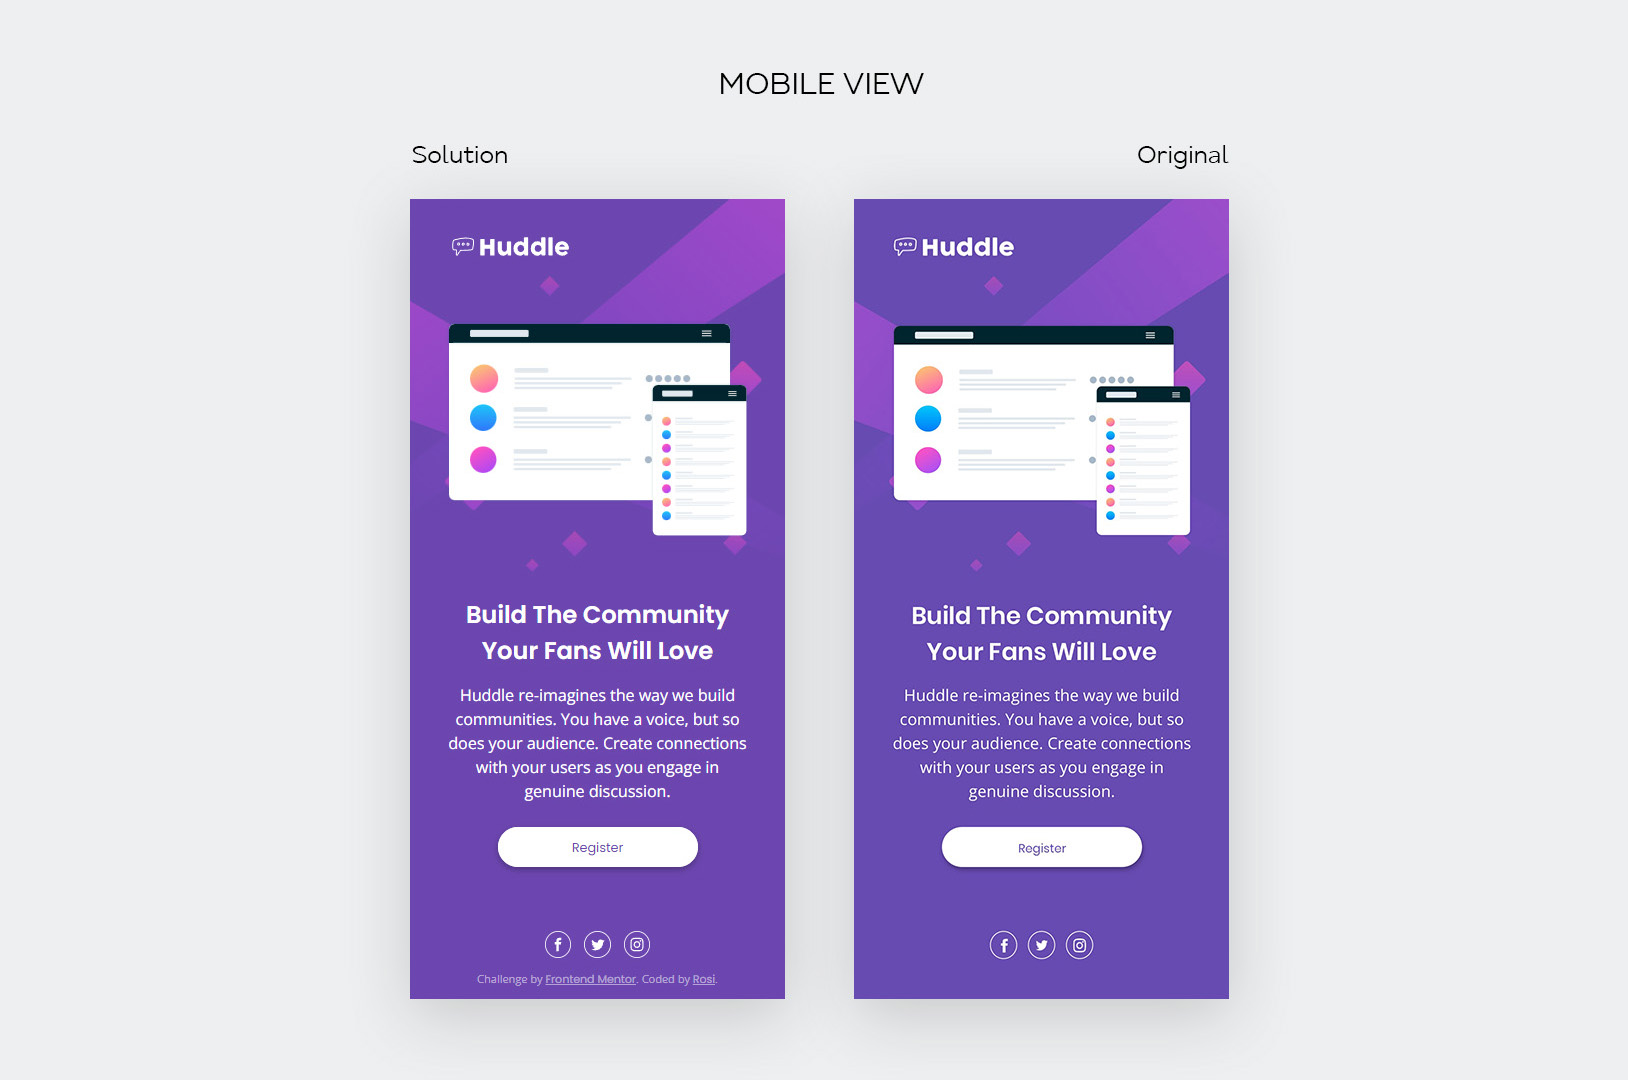 MOBILE VIEW
Solution
Original
Huddle
Build The Community
Your Fans Will Love
Huddle re-imagines the way we build
communities. You have a voice, but so
does your audience. Create connections
with your users as you engage in
genuine discussion.
Register
Challenge by Frontend Mentor. Coded by Rosi.
Huddle
Build The Community
Your Fans Will Love
Huddle re-imagines the way we build
communities. You have a voice, but so
does your audience. Create connections
with your users as you engage in
genuine discussion.
Register